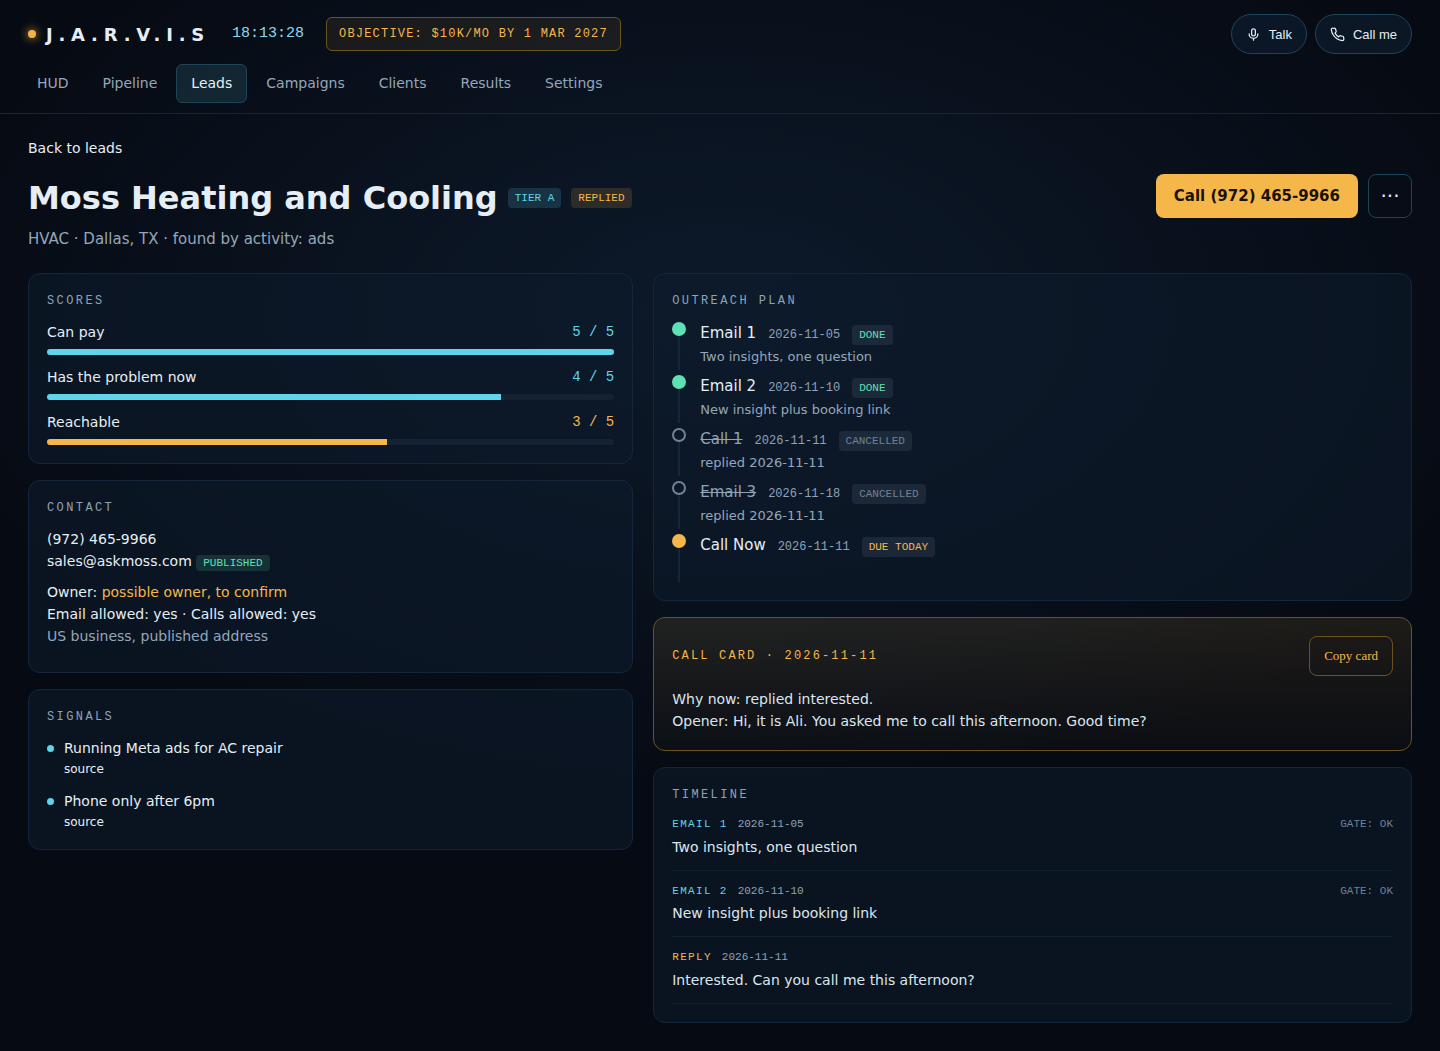 J.A.R.V.I.S
18:13:28
OBJECTIVE: $10K/MO BY 1 MAR 2027
Talk
Call me
HUD
Pipeline
Leads
Campaigns
Clients
Results
Settings
Back to leads
Moss Heating and Cooling
TIER A
REPLIED
Call (972) 465-9966
HVAC · Dallas, TX · found by activity: ads
SCORES
Can pay
5 / 5
Has the problem now
4 / 5
Reachable
3 / 5
CONTACT
(972) 465-9966
sales@askmoss.com PUBLISHED
Owner: possible owner, to confirm
Email allowed: yes · Calls allowed: yes
US business, published address
SIGNALS
Running Meta ads for AC repair
source
Phone only after 6pm
source
OUTREACH PLAN
Email 1 2026-11-05 DONE
Two insights, one question
Email 2 2026-11-10 DONE
New insight plus booking link
Call 1 2026-11-11 CANCELLED
replied 2026-11-11
Email 3 2026-11-18 CANCELLED
replied 2026-11-11
Call Now 2026-11-11 DUE TODAY
CALL CARD · 2026-11-11
Copy card
Why now: replied interested.
Opener: Hi, it is Ali. You asked me to call this afternoon. Good time?
TIMELINE
EMAIL 1 2026-11-05 GATE: OK
Two insights, one question
EMAIL 2 2026-11-10 GATE: OK
New insight plus booking link
REPLY 2026-11-11
Interested. Can you call me this afternoon?